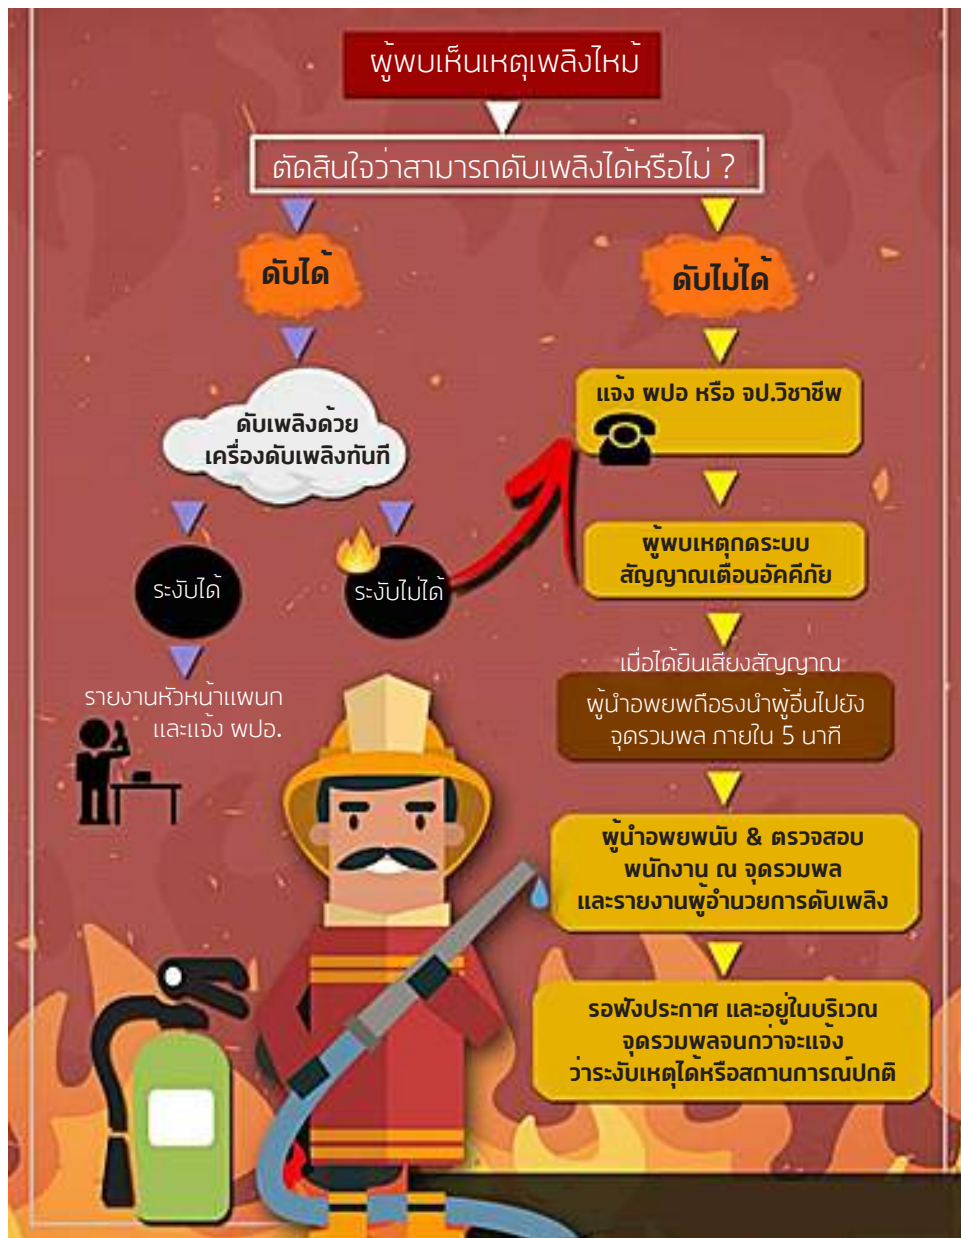 ผู้พบเห็นเหตุเพลิงไหม้
ตัดสินใจว่าสามารถดับเพลิงได้หรือไม่ ?
ดับได้
ดับเพลิงด้วย
เครื่องดับเพลิงทันที
ระงับได้
ระงับไม่ได้
รายงานหัวหน้าแผนก
และแจ้ง ผปอ.
ดับไม่ได้
แจ้ง ผปอ หรือ จป.วิชาชีพ
ผู้พบเหตุกดระบบ
สัญญาณเตือนอัคคีภัย
เมื่อได้ยินเสียงสัญญาณ
ผู้นำอพยพถือธงนำผู้อื่นไปยัง
จุดรวมพล ภายใน 5 นาที
ผู้นำอพยพนับ & ตรวจสอบ
พนักงาน ณ จุดรวมพล
และรายงานผู้อำนวยการดับเพลิง
รอฟังประกาศ และอยู่ในบริเวณ
จุดรวมพลจนกว่าจะแจ้ง
ว่าระงับเหตุได้หรือสถานการณ์ปกติ